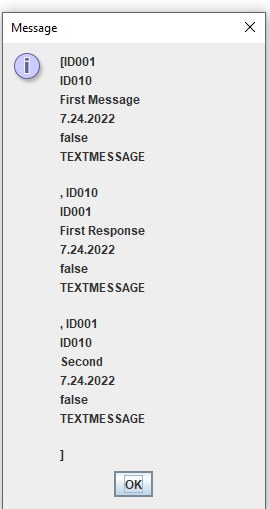 Message
[ID001
ID010
First Message
7.24.2022
false
TEXTMESSAGE
, ID010
ID001
First Response
7.24.2022
false
TEXTMESSAGE
, ID001
ID010
Second
7.24.2022
false
TEXTMESSAGE
]
OK